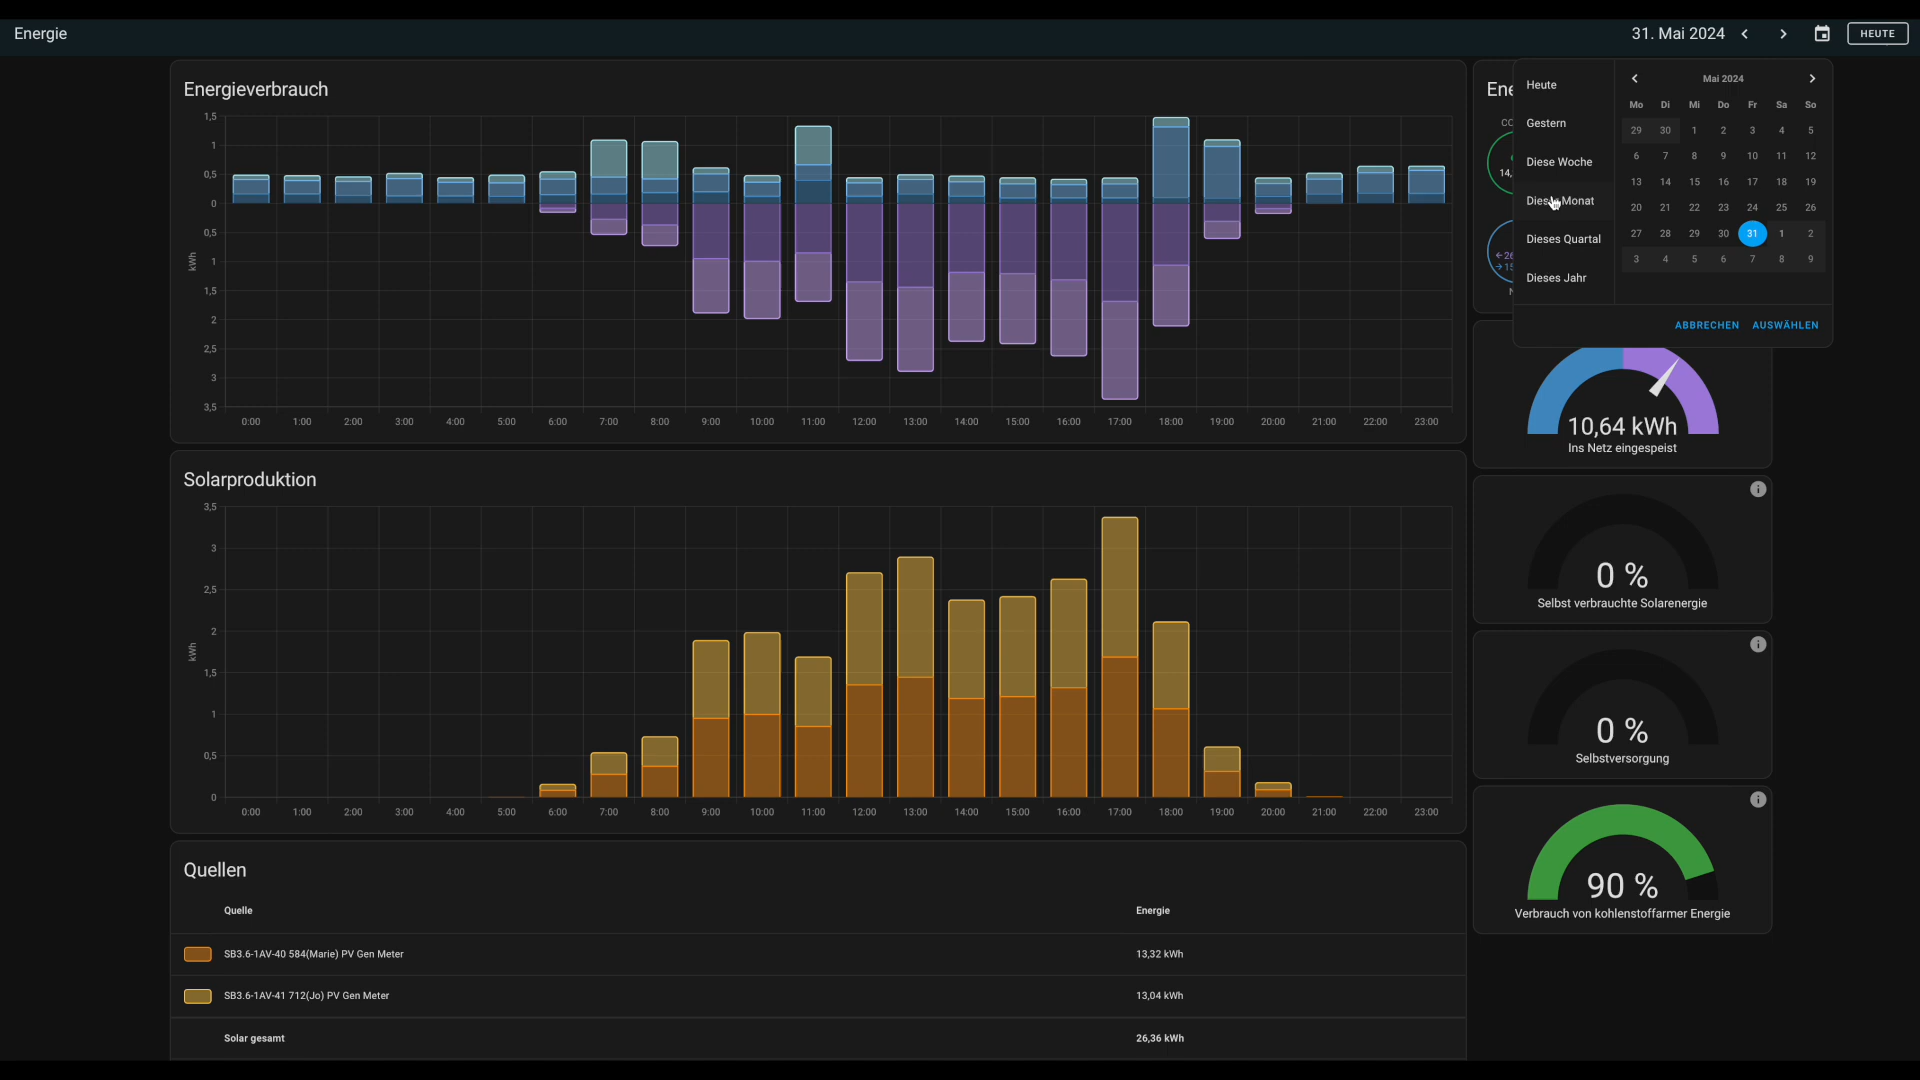 Energie
31. Mai 2024
HEUTE
Energieverbrauch
1,5
1
0,5
0
0,5
1
1,5
2
2,5
3
3,5
kWh
0:00 1:00 2:00 3:00 4:00 5:00 6:00 7:00 8:00 9:00 10:00 11:00 12:00 13:00 14:00 15:00 16:00 17:00 18:00 19:00 20:00 21:00 22:00 23:00
Solarproduktion
3,5
3
2,5
2
1,5
1
0,5
0
kWh
0:00 1:00 2:00 3:00 4:00 5:00 6:00 7:00 8:00 9:00 10:00 11:00 12:00 13:00 14:00 15:00 16:00 17:00 18:00 19:00 20:00 21:00 22:00 23:00
Quellen
Quelle Energie
SB3.6-1AV-40 584(Marie) PV Gen Meter 13,32 kWh
SB3.6-1AV-41 712(Jo) PV Gen Meter 13,04 kWh
Solar gesamt 26,36 kWh
Ene
CO
14,
←26
→15
Heute
Gestern
Diese Woche
Monat
Dieses Quartal
Dieses Jahr
Mai 2024
Mo Di Mi Do Fr Sa So
29 30 1 2 3 4 5
6 7 8 9 10 11 12
13 14 15 16 17 18 19
20 21 22 23 24 25 26
27 28 29 30 31 1 2
3 4 5 6 7 8 9
ABBRECHEN AUSWÄHLEN
10,64 kWh
Ins Netz eingespeist
0 %
Selbst verbrauchte Solarenergie
0 %
Selbstversorgung
90 %
Verbrauch von kohlenstoffarmer Energie